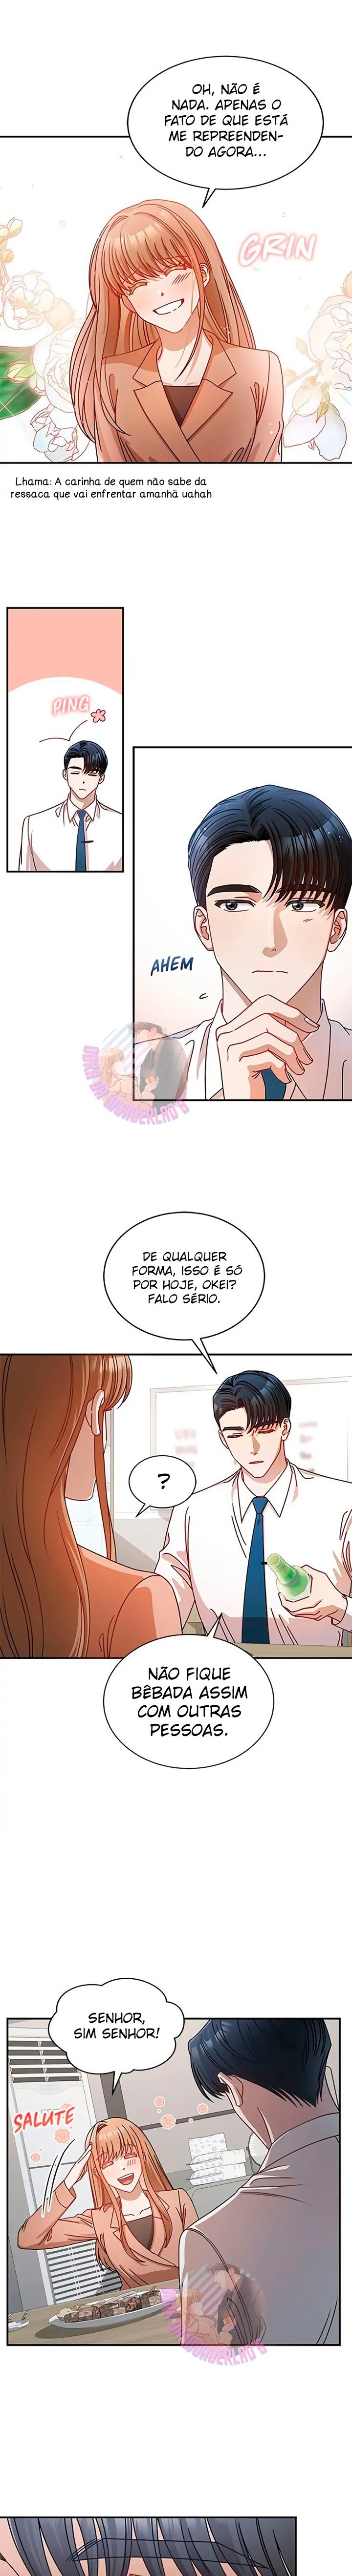 OH, NÃO É
NADA. APENAS O
FATO DE QUE ESTÁ
ME REPREENDEN-
DO AGORA...
GRIN
Lhama: A carinha de quem não sabe da
ressaca que vai enfrentar amanhã uahah
PING
AHEM
DE QUALQUER
FORMA, ISSO É SÓ
POR HOJE, OKEI?
FALO SÉRIO.
?
NÃO FIQUE
BÊBADA ASSIM
COM OUTRAS
PESSOAS.
SENHOR,
SIM SENHOR!
SALUTE